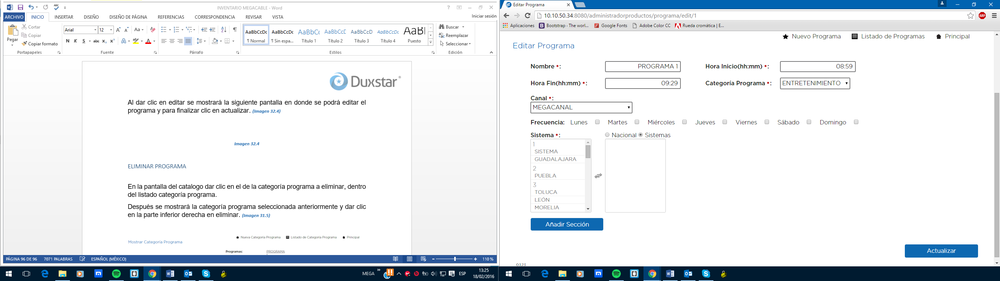 INVENTARIO MEGACABLE - Word
ARCHIVO INICIO INSERTAR DISEÑO DISEÑO DE PÁGINA REFERENCIAS CORRESPONDENCIA REVISAR VISTA Iniciar sesión
Pegar
Cortar
Copiar
Copiar formato
Portapapeles
Arial 12
N K S abc x₂ x²
Fuente
Párrafo
AaBbCcDc AaBbCcDc AaBbCc AaBbCcC AaBbCcD AaBbCcDc AaBl
¶ Normal ¶ Sin espa... Título 1 Título 2 Título 3 Título 4 Puesto
Estilos
Buscar
Reemplazar
Seleccionar
Edición
Duxstar®
Al dar clic en editar se mostrará la siguiente pantalla en donde se podrá editar el
programa y para finalizar clic en actualizar. (Imagen 32.4)
Imagen 32.4
ELIMINAR PROGRAMA
En la pantalla del catalogo dar clic en el de la categoría programa a eliminar, dentro
del listado categoría programa.
Después se mostrará la categoría programa seleccionada anteriormente y dar clic
en la parte inferior derecha en eliminar. (Imagen 31.5)
Nueva Categoría Programa Listado de Categoría Programa Principal
Mostrar Categoría Programa
Programas: PROGRAMA
PÁGINA 96 DE 96 7071 PALABRAS ESPAÑOL (MÉXICO) 110 %
MEGA » ESP 13:25
18/02/2016
Editar Programa
10.10.50.34:8080/administradorproductos/programa/edit/1
ABP
Aplicaciones Bootstrap · The worl... Google Fonts Adobe Color CC Rueda cromática | E...
Nuevo Programa Listado de Programas Principal
Editar Programa
Nombre *: PROGRAMA 1 Hora Inicio(hh:mm) *: 08:59
Hora Fin(hh:mm) *: 09:29 Categoría Programa *: ENTRETENIMIENTO
Canal *:
MEGACANAL
Frecuencia: Lunes Martes Miércoles Jueves Viernes Sábado Domingo
Sistema *: Nacional Sistemas
1
SISTEMA
GUADALAJARA
2
PUEBLA
3
TOLUCA
LEÓN
MORELIA
Añadir Sección
Actualizar
0.1.23